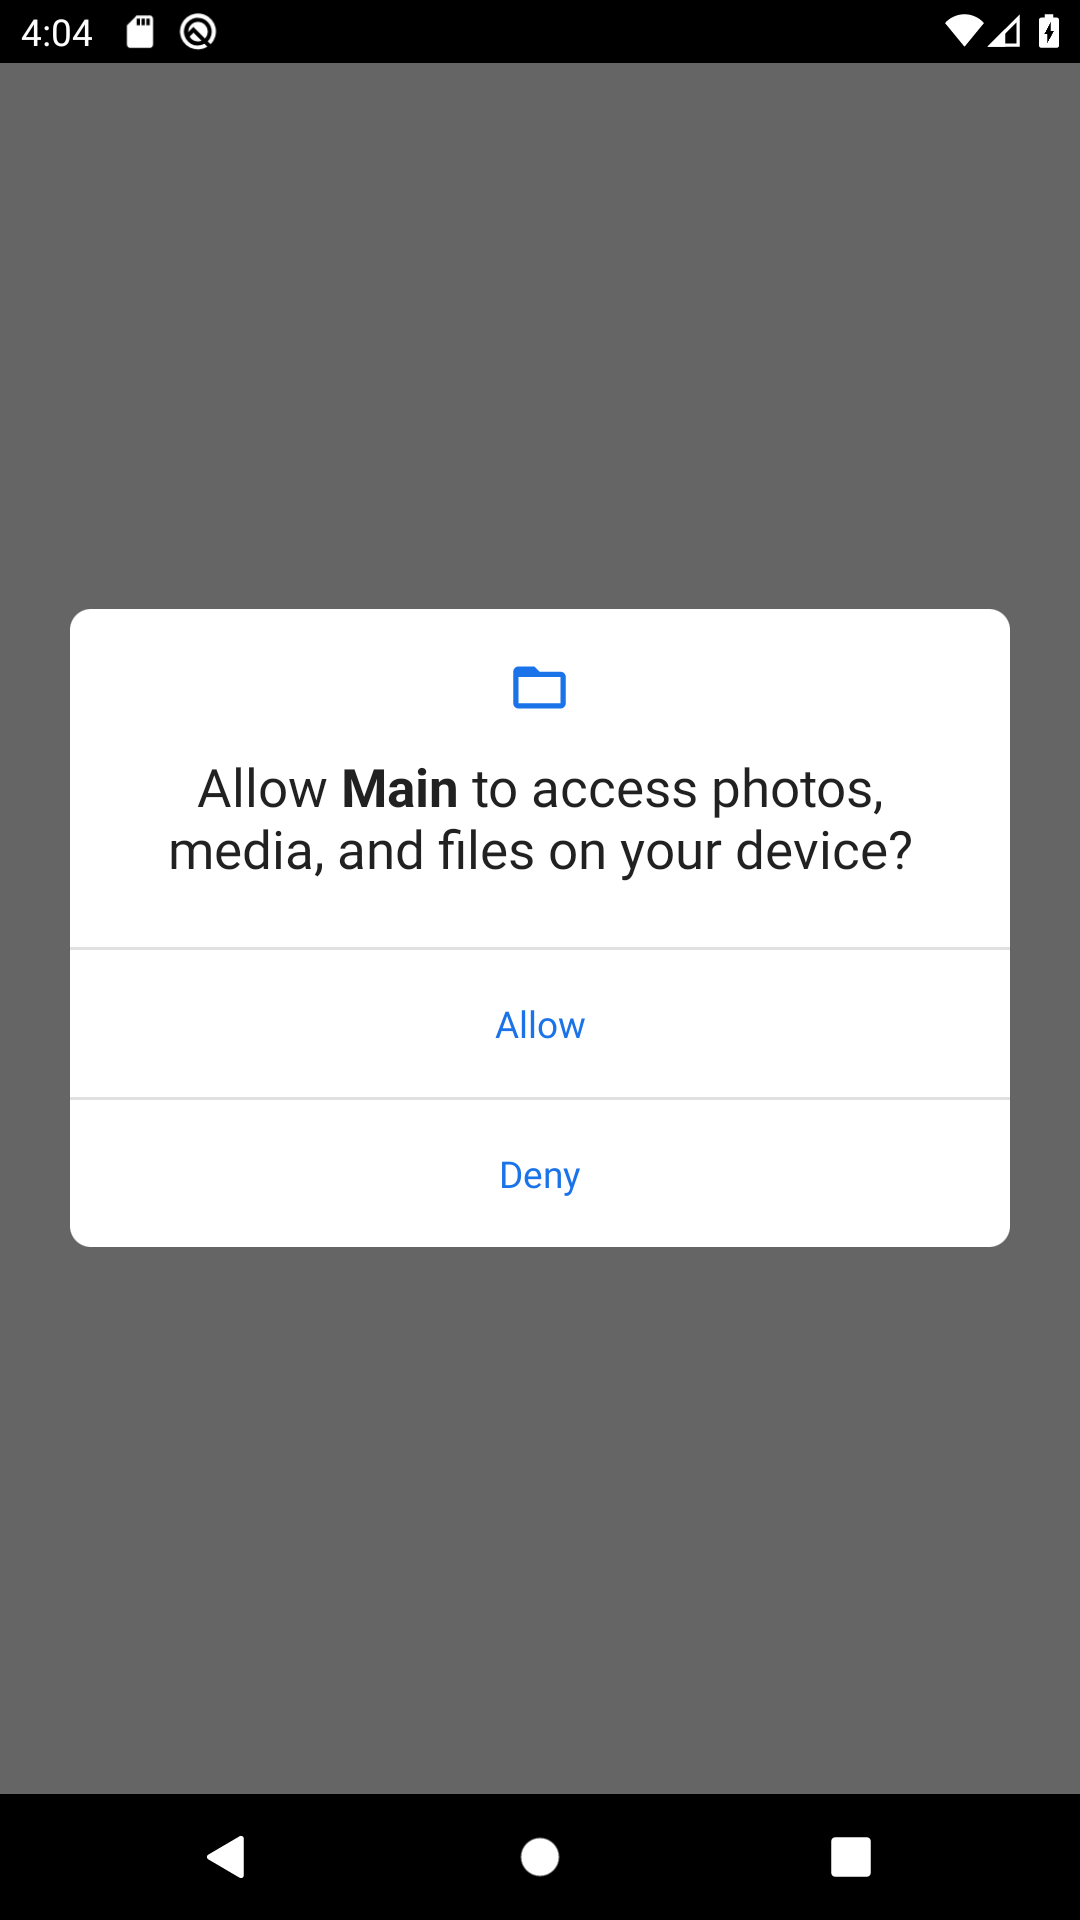 4:04
Allow Main to access photos,
media, and files on your device?
Allow
Deny